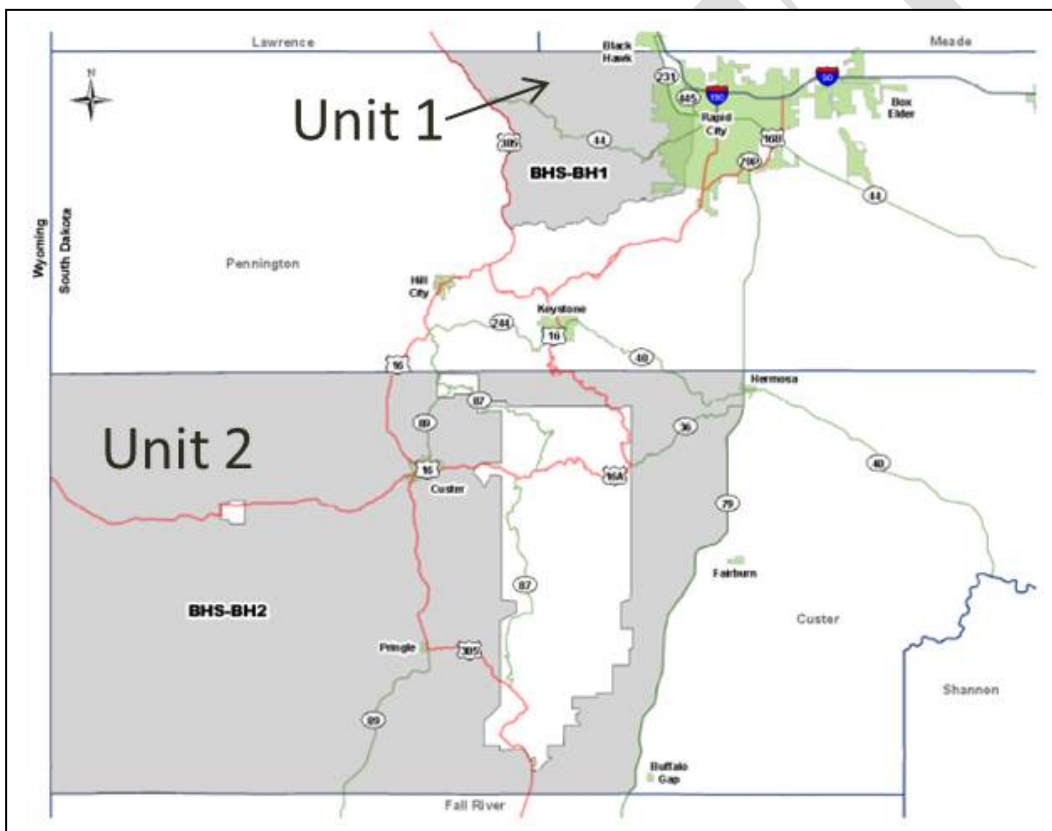 Lawrence
Black
Hawk
Meade
N
231
445
190
90
Rapid
City
Box
Elder
Unit 1
385
44
16B
79P
BHS-BH1
44
Wyoming
South Dakota
Pennington
Hill
City
Keystone
244
16
40
16
Hermosa
87
89
36
Unit 2
16
Custer
16A
40
79
BHS-BH2
87
Fairburn
Custer
Pringle
385
Shannon
89
Buffalo
Gap
Fall River